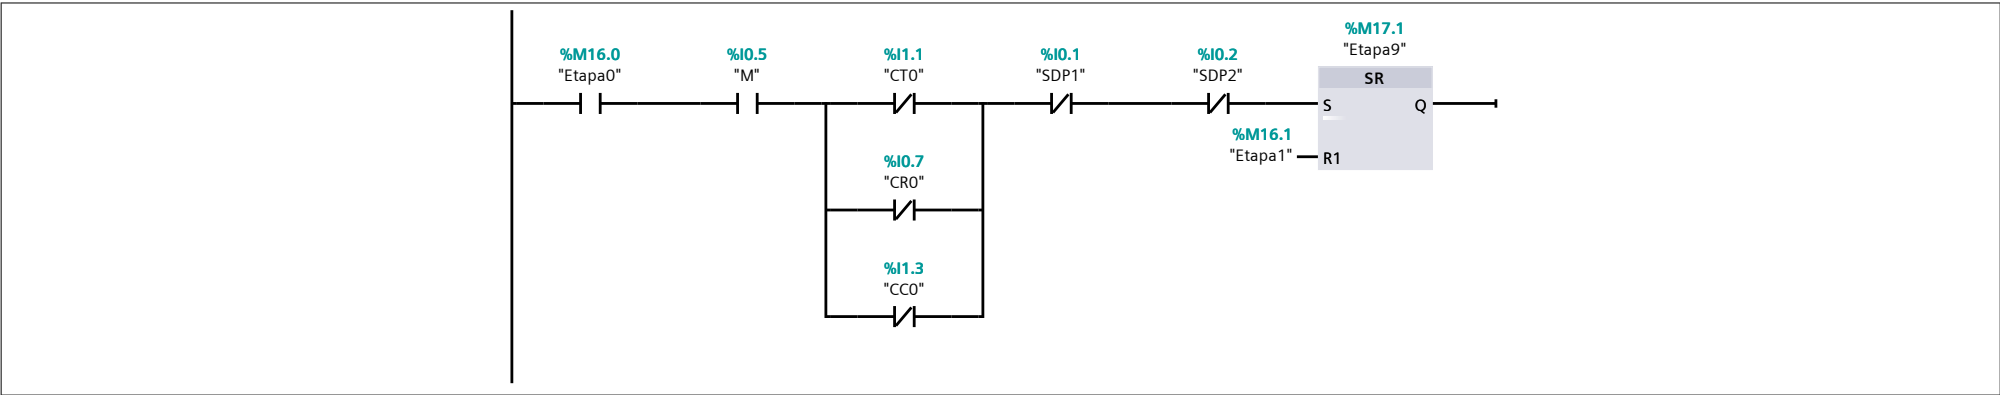 %M17.1
"Etapa9"
%M16.0 %I0.5 %I1.1 %I0.1 %I0.2
"Etapa0" "M" "CT0" "SDP1" "SDP2"
SR
S Q
%M16.1
"Etapa1" R1
%I0.7
"CR0"
%I1.3
"CC0"